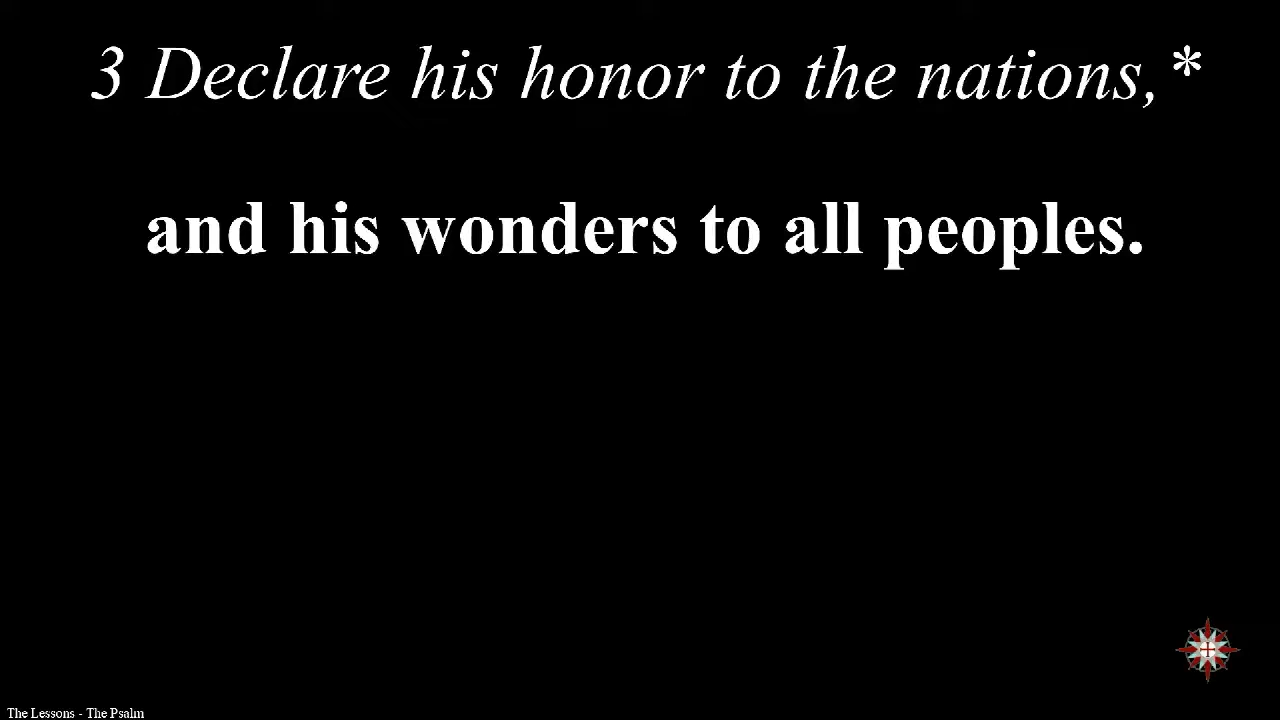 3 Declare his honor to the nations,*
and his wonders to all peoples.
The Lessons - The Psalm